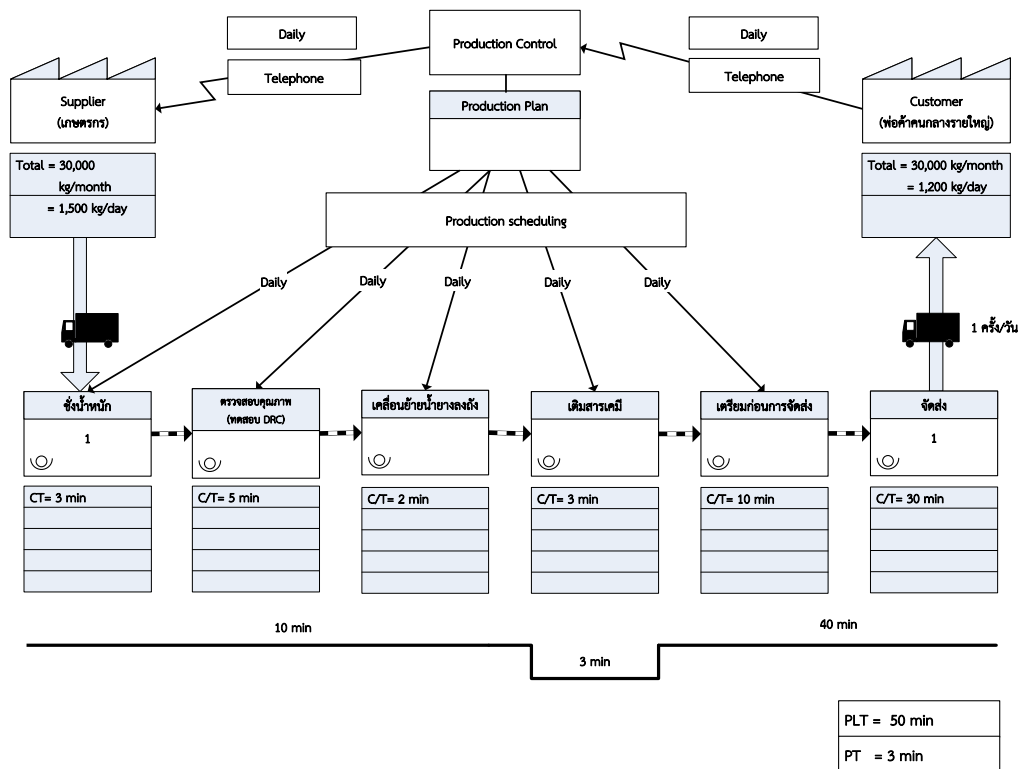 Daily
Telephone
Production Control
Daily
Telephone
Supplier
(เกษตรกร)
Production Plan
Customer
(พ่อค้าคนกลางรายใหญ่)
Total = 30,000
kg/month
= 1,500 kg/day
Total = 30,000 kg/month
= 1,200 kg/day
Production scheduling
Daily
Daily
Daily
Daily
Daily
1 ครั้ง/วัน
ชั่งน้ำหนัก
1
ตรวจสอบคุณภาพ
(ทดสอบ DRC)
เคลื่อนย้ายน้ำยางลงถัง
เติมสารเคมี
เตรียมก่อนการจัดส่ง
จัดส่ง
1
CT= 3 min
C/T= 5 min
C/T= 2 min
C/T= 3 min
C/T= 10 min
C/T= 30 min
10 min
3 min
40 min
PLT = 50 min
PT = 3 min